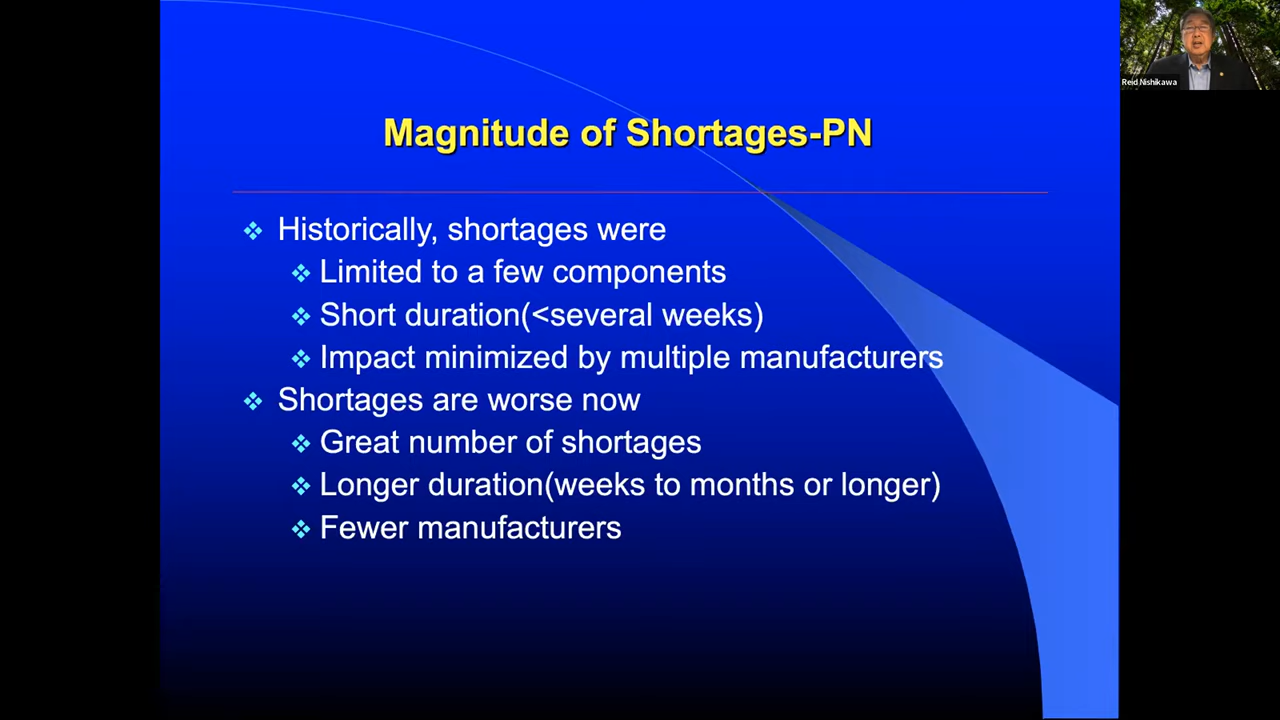 Magnitude of Shortages-PN
Historically, shortages were
Limited to a few components
Short duration(<several weeks)
Impact minimized by multiple manufacturers
Shortages are worse now
Great number of shortages
Longer duration(weeks to months or longer)
Fewer manufacturers
Reid Nishikawa